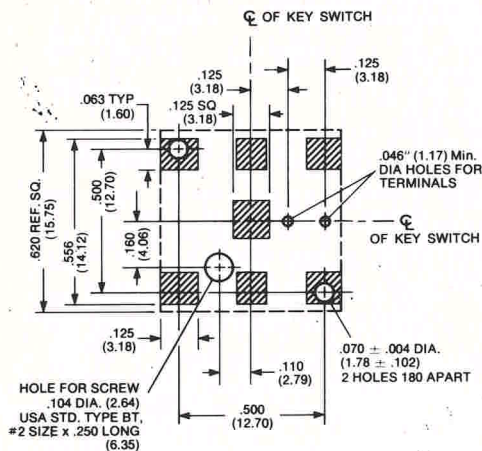 ℄ OF KEY SWITCH
.125
(3.18)
.063 TYP
(1.60)
.125 SQ
(3.18)
.046" (1.17) Min.
DIA HOLES FOR
TERMINALS
.620 REF. SQ.
(15.75)
.556
(14.12)
.500
(12.70)
.160
(4.06)
℄
OF KEY SWITCH
.125
(3.18)
.110
(2.79)
.070 ± .004 DIA.
(1.78 ± .102)
2 HOLES 180 APART
HOLE FOR SCREW
.104 DIA. (2.64)
USA STD. TYPE BT,
#2 SIZE x .250 LONG
(6.35)
.500
(12.70)